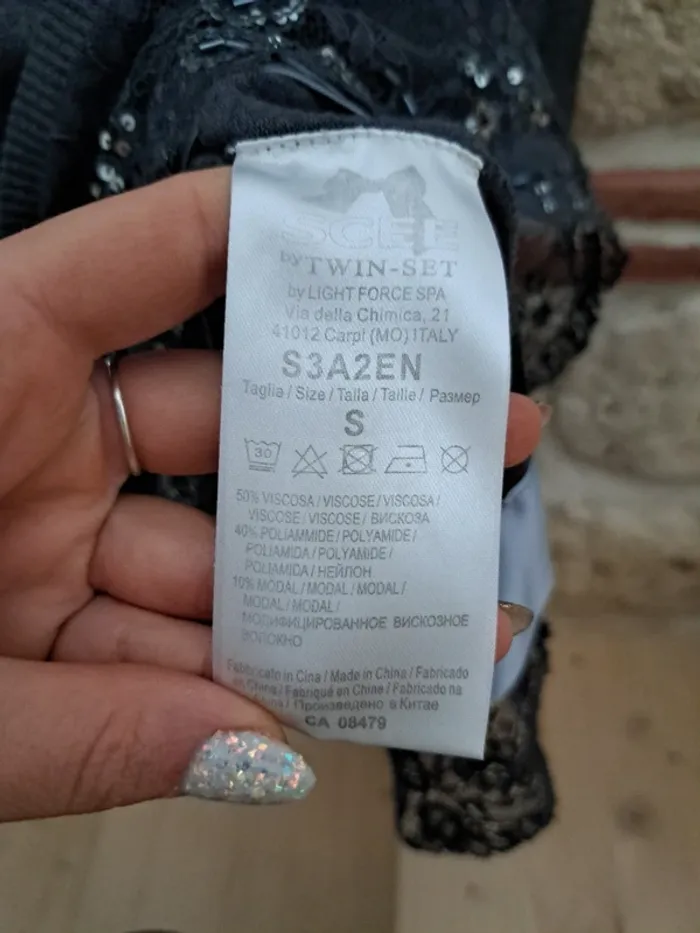 SCEE
by TWIN-SET
by LIGHT FORCE SPA
Via della Chimica, 21
41012 Carpi (MO) ITALY
S3A2EN
Taglia / Size / Talla / Taille / Размер
S
30
50% VISCOSA / VISCOSE / VISCOSA /
VISCOSE / VISCOSE / ВИСКОЗА
40% POLIAMMIDE / POLYAMIDE /
POLIAMIDA / POLYAMIDE /
POLIAMIDA / НЕЙЛОН
10% MODAL / MODAL / MODAL /
MODAL / MODAL /
МОДИФИЦИРОВАННОЕ ВИСКОЗНОЕ
ВОЛОКНО
Fabbricato in Cina / Made in China / Fabricado
en China / Fabriqué en Chine / Fabricado na
/ Произведено в Китае
CA 08479